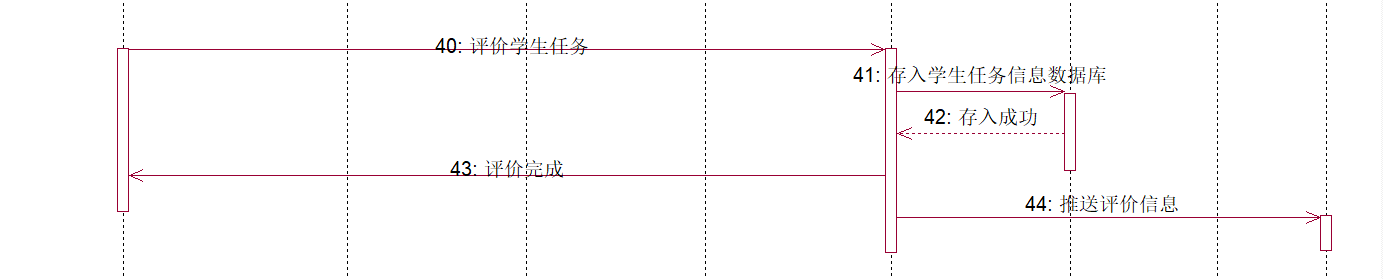 40: 评价学生任务
41: 存入学生任务信息数据库
42: 存入成功
43: 评价完成
44: 推送评价信息